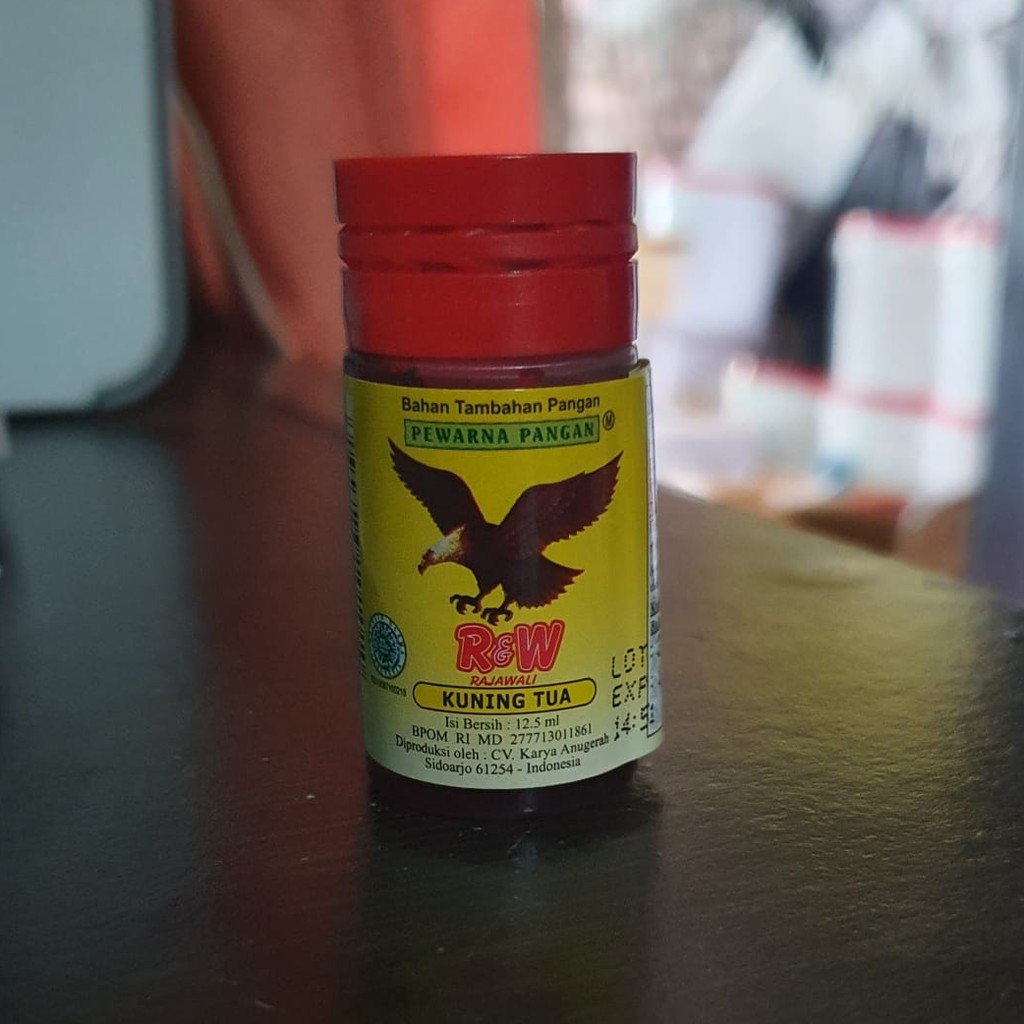 Bahan Tambahan Pangan
PEWARNA PANGAN
M
R&W
RAJAWALI
KUNING TUA
Isi Bersih : 12.5 ml
BPOM RI MD 277713011861
Diproduksi oleh : CV. Karya Anugerah
Sidoarjo 61254 - Indonesia
LOT
EXP
14: